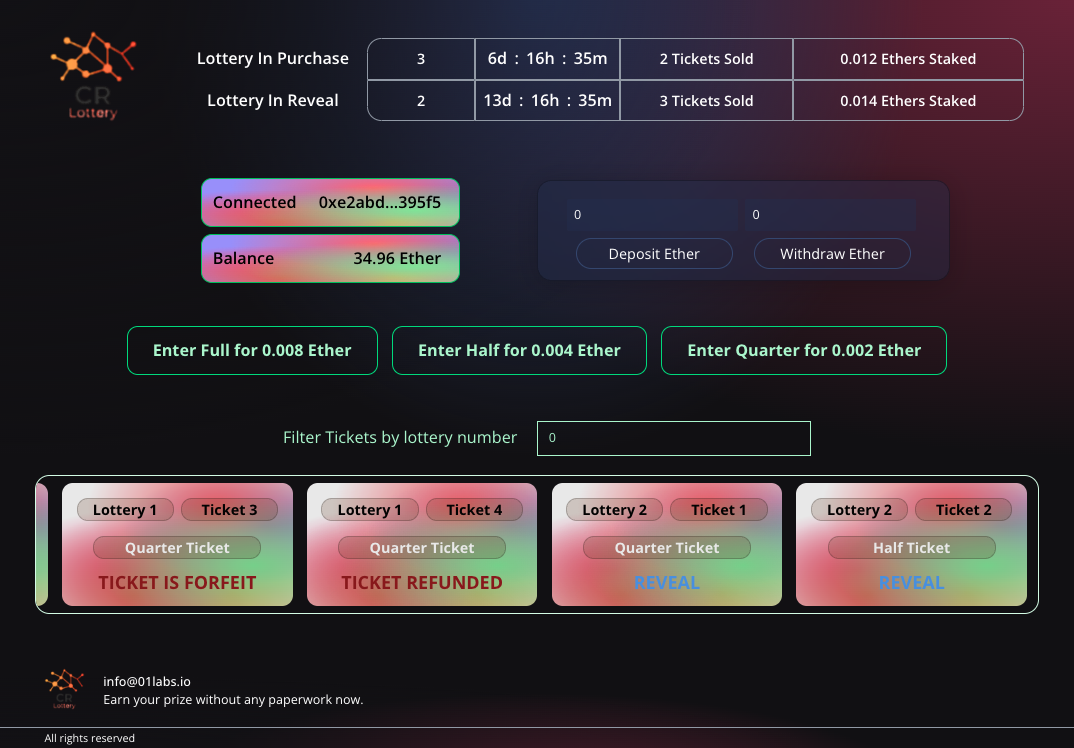 CR
Lottery
Lottery In Purchase 3 6d : 16h : 35m 2 Tickets Sold 0.012 Ethers Staked
Lottery In Reveal 2 13d : 16h : 35m 3 Tickets Sold 0.014 Ethers Staked
Connected 0xe2abd...395f5
Balance 34.96 Ether
0 0
Deposit Ether Withdraw Ether
Enter Full for 0.008 Ether Enter Half for 0.004 Ether Enter Quarter for 0.002 Ether
Filter Tickets by lottery number 0
Lottery 1 Ticket 3 Lottery 1 Ticket 4 Lottery 2 Ticket 1 Lottery 2 Ticket 2
Quarter Ticket Quarter Ticket Quarter Ticket Half Ticket
TICKET IS FORFEIT TICKET REFUNDED REVEAL REVEAL
CR
Lottery
info@01labs.io
Earn your prize without any paperwork now.
All rights reserved